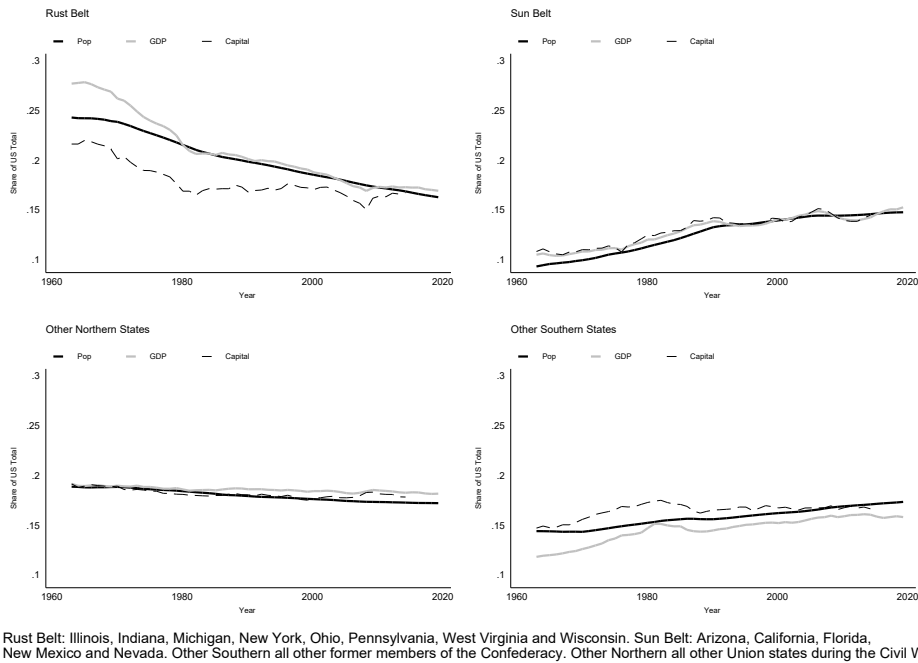 Rust Belt
Pop GDP Capital
.3
.25
.2
.15
.1
Share of US Total
1960 1980 2000 2020
Year
Sun Belt
Pop GDP Capital
.3
.25
.2
.15
.1
Share of US Total
1960 1980 2000 2020
Year
Other Northern States
Pop GDP Capital
.3
.25
.2
.15
.1
Share of US Total
1960 1980 2000 2020
Year
Other Southern States
Pop GDP Capital
.3
.25
.2
.15
.1
Share of US Total
1960 1980 2000 2020
Year
Rust Belt: Illinois, Indiana, Michigan, New York, Ohio, Pennsylvania, West Virginia and Wisconsin. Sun Belt: Arizona, California, Florida,
New Mexico and Nevada. Other Southern all other former members of the Confederacy. Other Northern all other Union states during the Civil W